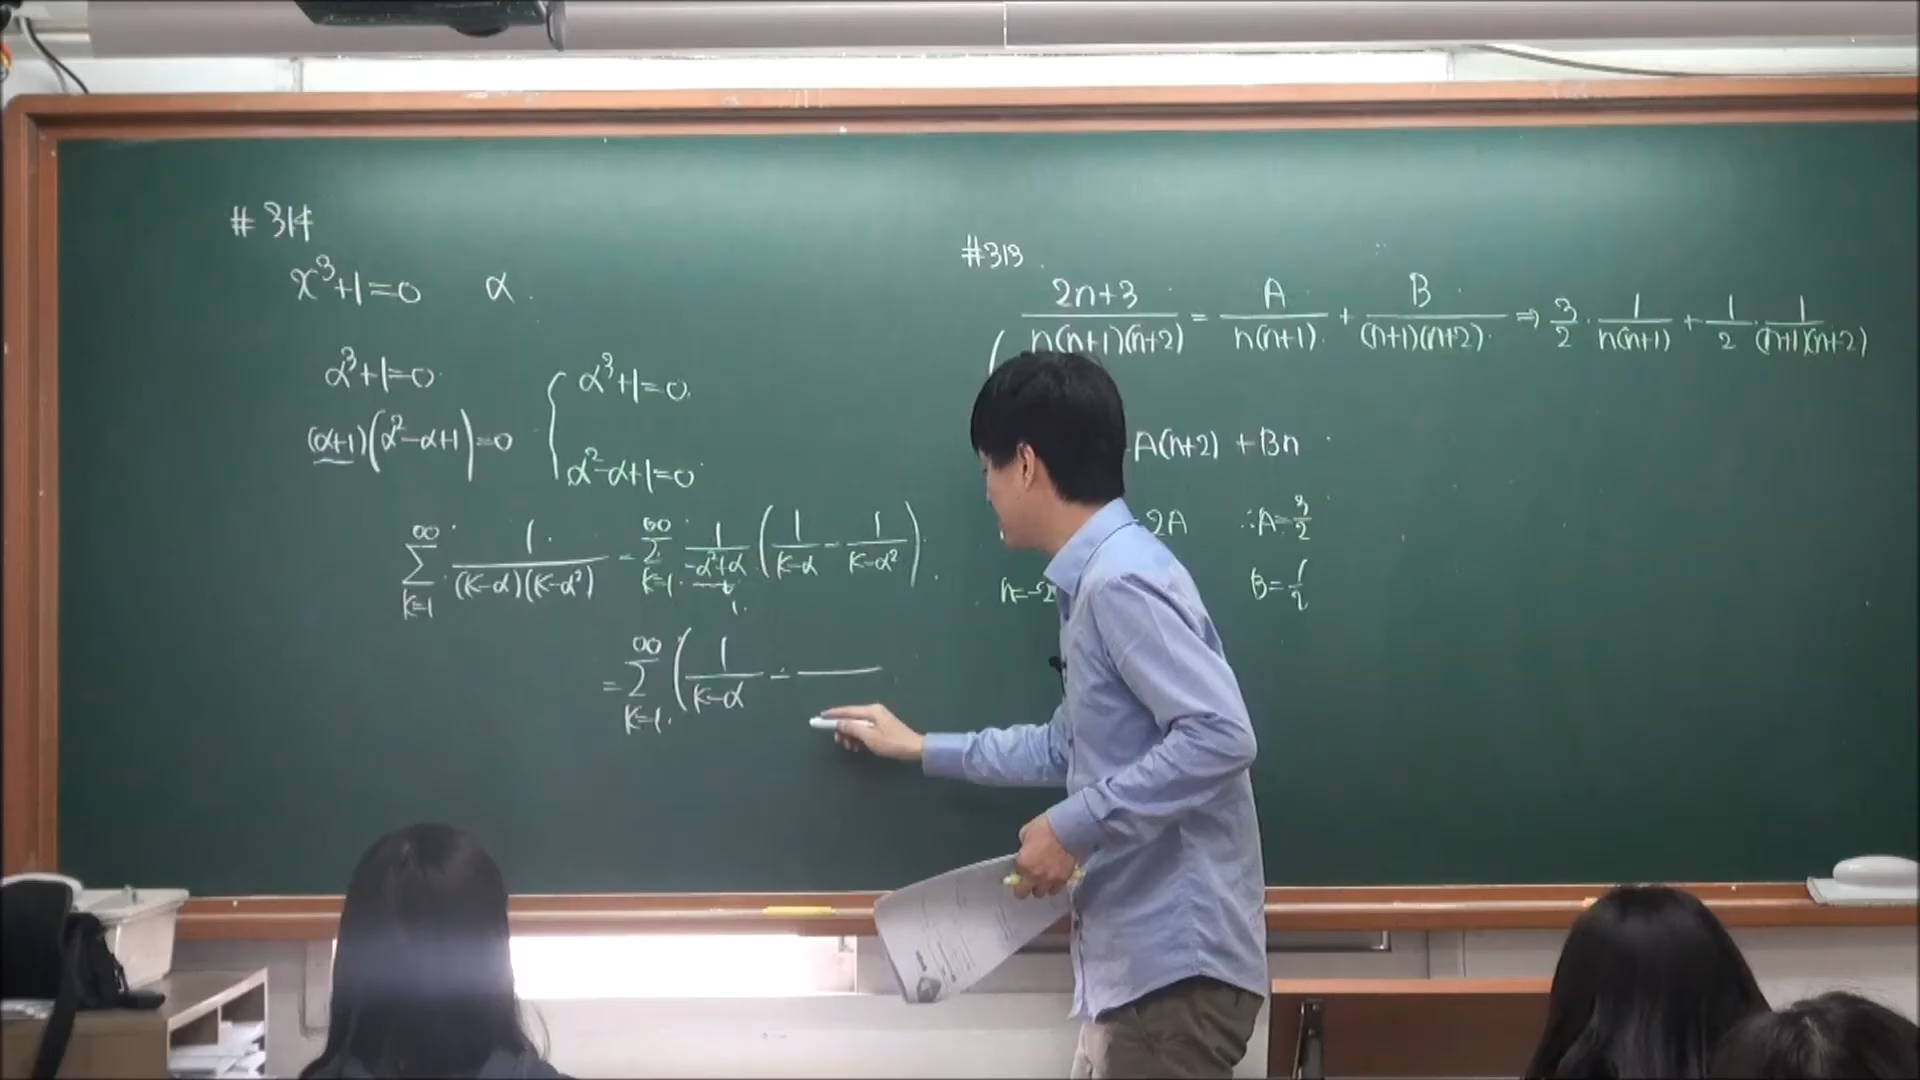 # 314
x³+1=0 α
α³+1=0
(α+1)(α²-α+1)=0
α³+1=0
α²-α+1=0
∞ Σ K=1 1/((K-α)(K-α²)) = ∞ Σ K=1 1/(-α²+α) (1/(K-α) - 1/(K-α²))
1
= ∞ Σ K=1 (1/(K-α) -
#313
(2n+3)/(n(n+1)(n+2)) = A/(n(n+1)) + B/((n+1)(n+2)) ⇒ 3/2 · 1/(n(n+1)) + 1/2 · 1/((n+1)(n+2))
A(n+2) + Bn
2A ∴A=3/2
n=-2 B=1/2